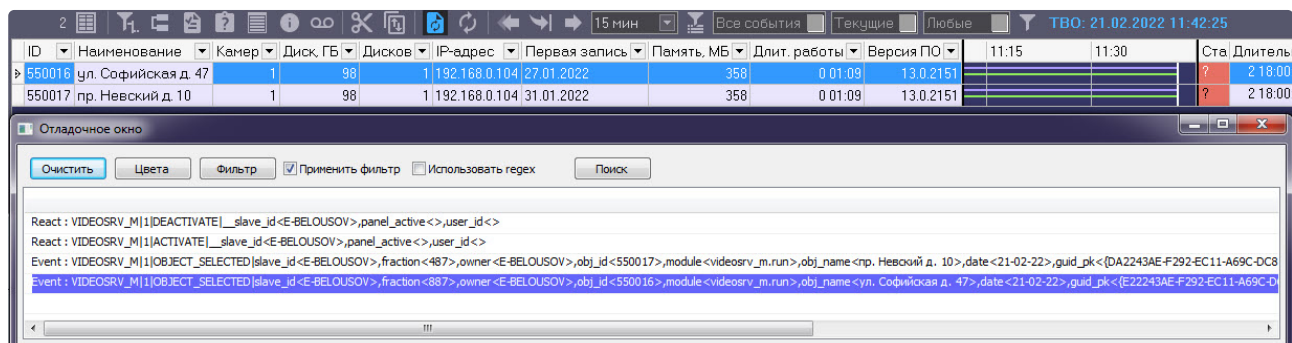 2 15 мин Все события Текущие Любые ТВО: 21.02.2022 11:42:25
ID Наименование Камер Диск, ГБ Дисков IP-адрес Первая запись Память, МБ Длит. работы Версия ПО 11:15 11:30 Ста Длитель
550016 ул. Софийская д. 47 1 98 1 192.168.0.104 27.01.2022 358 0 01:09 13.0.2151 ? 2 18:00
550017 пр. Невский д. 10 1 98 1 192.168.0.104 31.01.2022 358 0 01:09 13.0.2151 ? 2 18:00
Отладочное окно
Очистить Цвета Фильтр Применить фильтр Использовать regex Поиск
React : VIDEOSRV_M|1|DEACTIVATE|__slave_id<E-BELOUSOV>,panel_active<>,user_id<>
React : VIDEOSRV_M|1|ACTIVATE|__slave_id<E-BELOUSOV>,panel_active<>,user_id<>
Event : VIDEOSRV_M|1|OBJECT_SELECTED|slave_id<E-BELOUSOV>,fraction<487>,owner<E-BELOUSOV>,obj_id<550017>,module<videosrv_m.run>,obj_name<пр. Невский д. 10>,date<21-02-22>,guid_pk<{DA2243AE-F292-EC11-A69C-DC8
Event : VIDEOSRV_M|1|OBJECT_SELECTED|slave_id<E-BELOUSOV>,fraction<887>,owner<E-BELOUSOV>,obj_id<550016>,module<videosrv_m.run>,obj_name<ул. Софийская д. 47>,date<21-02-22>,guid_pk<{E22243AE-F292-EC11-A69C-D